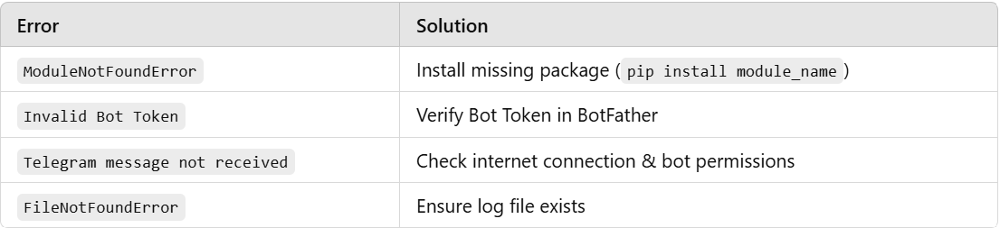 Error Solution
ModuleNotFoundError Install missing package (pip install module_name)
Invalid Bot Token Verify Bot Token in BotFather
Telegram message not received Check internet connection & bot permissions
FileNotFoundError Ensure log file exists